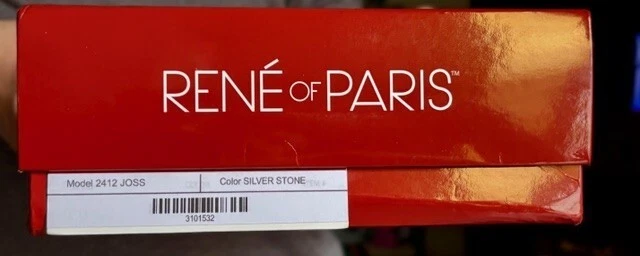 RENÉ OF PARIS™
Model 2412 JOSS Color SILVER STONE
3101532